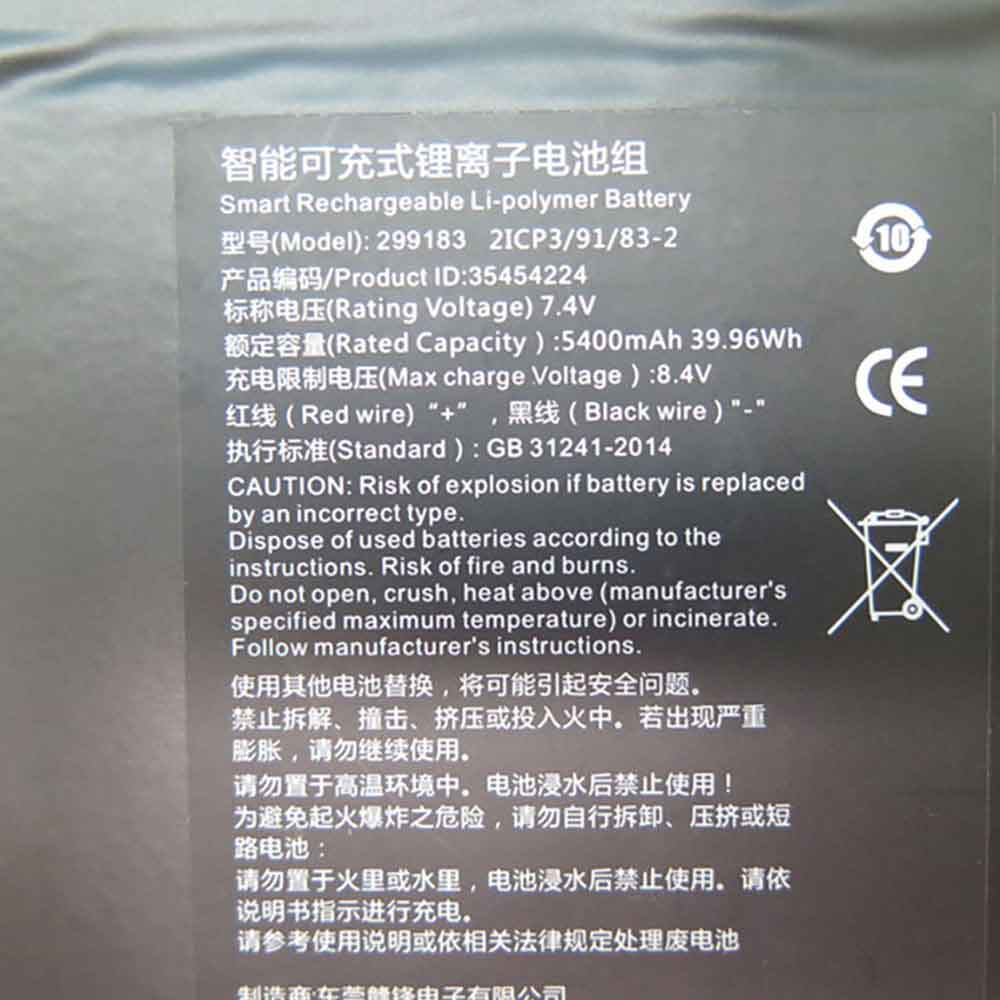 智能可充式锂离子电池组
Smart Rechargeable Li-polymer Battery
型号(Model): 299183 2ICP3/91/83-2
10
产品编码/Product ID:35454224
标称电压(Rating Voltage) 7.4V
额定容量(Rated Capacity ) :5400mAh 39.96Wh
充电限制电压(Max charge Voltage ) :8.4V
CE
红线 ( Red wire) “+” , 黑线 ( Black wire ) "-"
执行标准(Standard ) : GB 31241-2014
CAUTION: Risk of explosion if battery is replaced
by an incorrect type.
Dispose of used batteries according to the
instructions. Risk of fire and burns.
Do not open, crush, heat above (manufacturer's
specified maximum temperature) or incinerate.
Follow manufacturer's instructions.
使用其他电池替换，将可能引起安全问题。
禁止拆解、撞击、挤压或投入火中。若出现严重
膨胀，请勿继续使用。
请勿置于高温环境中。电池浸水后禁止使用！
为避免起火爆炸之危险，请勿自行拆卸、压挤或短
路电池：
请勿置于火里或水里，电池浸水后禁止使用。请依
说明书指示进行充电。
请参考使用说明或依相关法律规定处理废电池
制造商:东莞赣锋电子有限公司